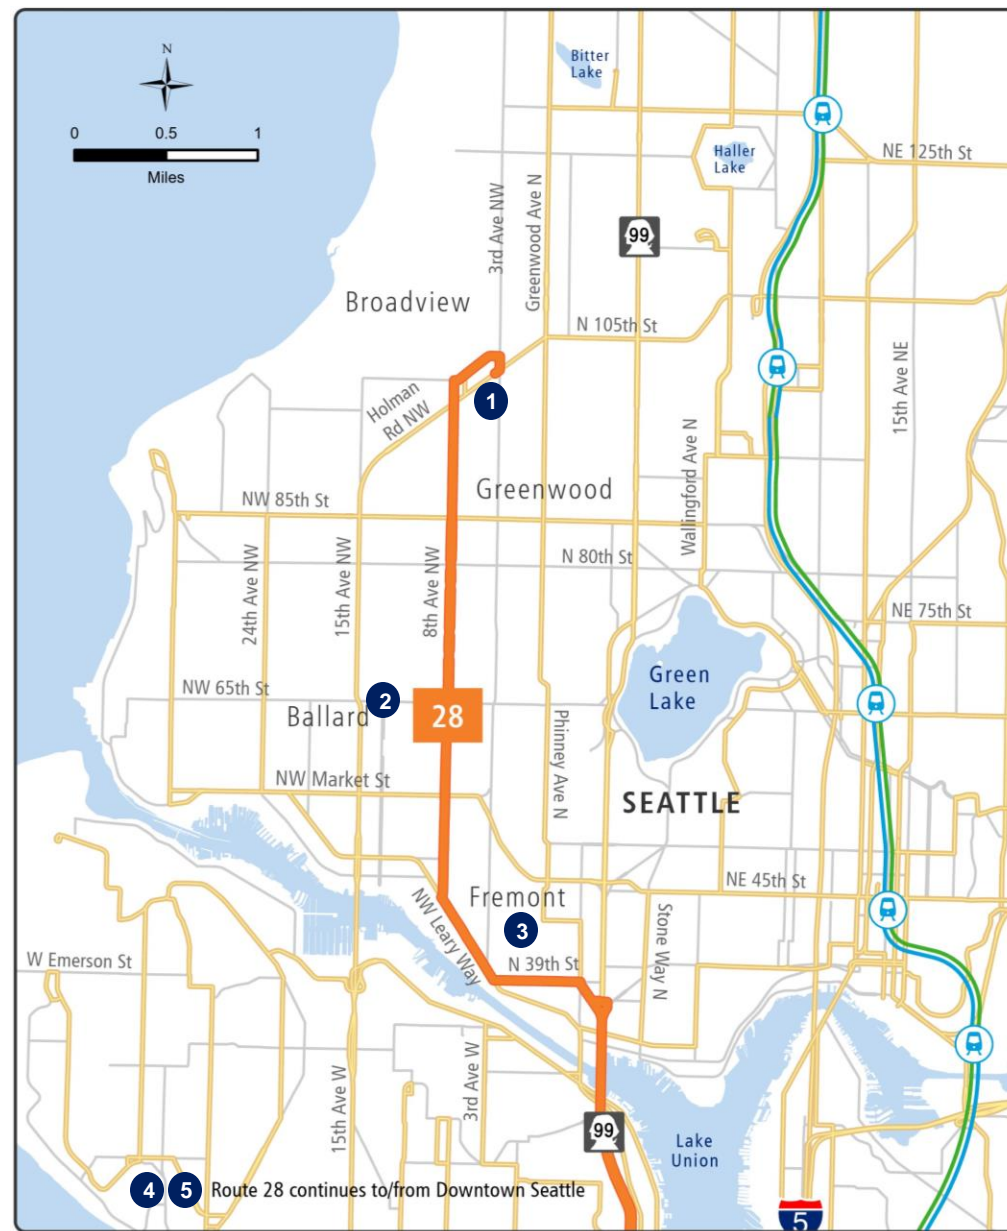 N
0 0.5 1
Miles
Bitter
Lake
Haller
Lake
NE 125th St
3rd Ave NW
Greenwood Ave N
99
Broadview
N 105th St
15th Ave NE
Holman
Rd NW
1
Wallingford Ave N
Greenwood
NW 85th St
24th Ave NW
15th Ave NW
8th Ave NW
N 80th St
NE 75th St
NW 65th St
2
Ballard
28
Green
Lake
Phinney Ave N
NW Market St
SEATTLE
NE 45th St
Fremont
3
NW Leary Way
Stone Way N
W Emerson St
N 39th St
15th Ave W
3rd Ave W
99
Lake
Union
4 5 Route 28 continues to/from Downtown Seattle
5